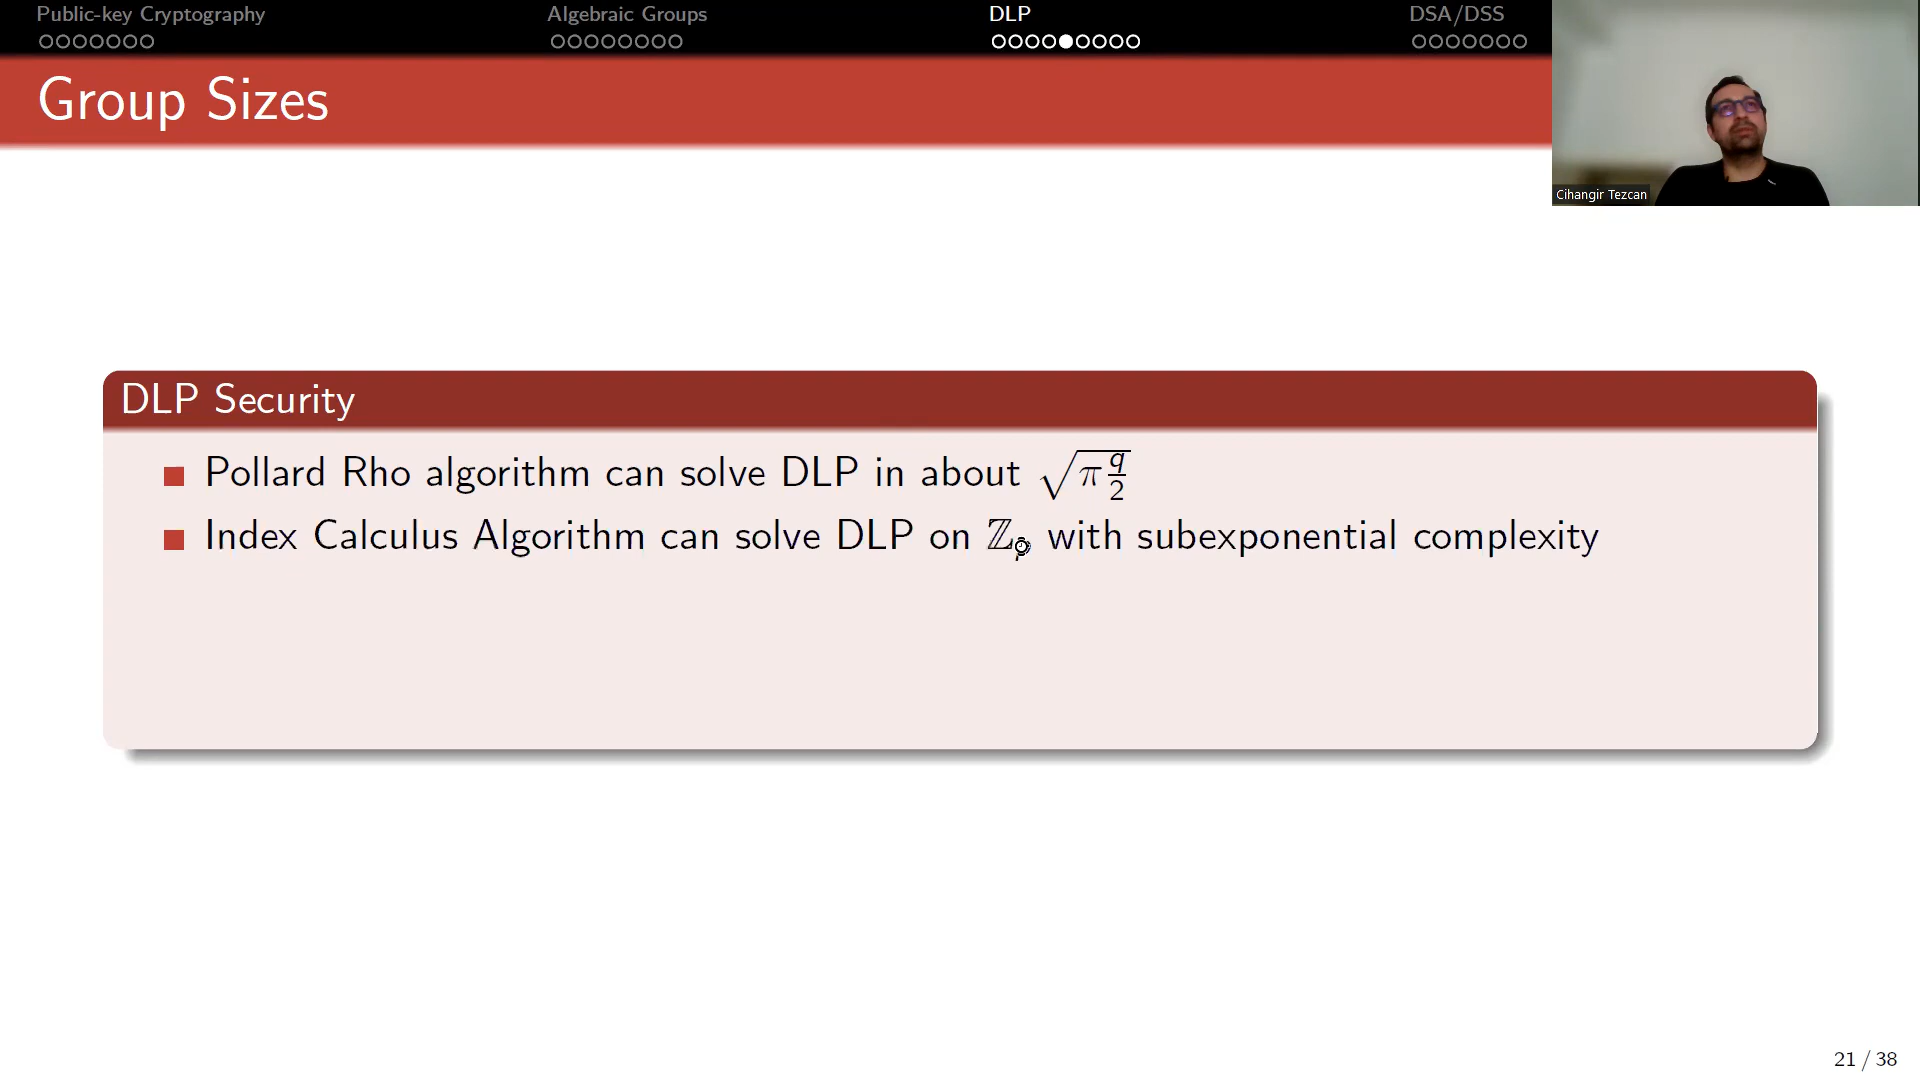 Public-key Cryptography Algebraic Groups DLP DSA/DSS
Group Sizes
Cihangir Tezcan
DLP Security
Pollard Rho algorithm can solve DLP in about √(π q/2)
Index Calculus Algorithm can solve DLP on ℤₚ with subexponential complexity
21 / 38